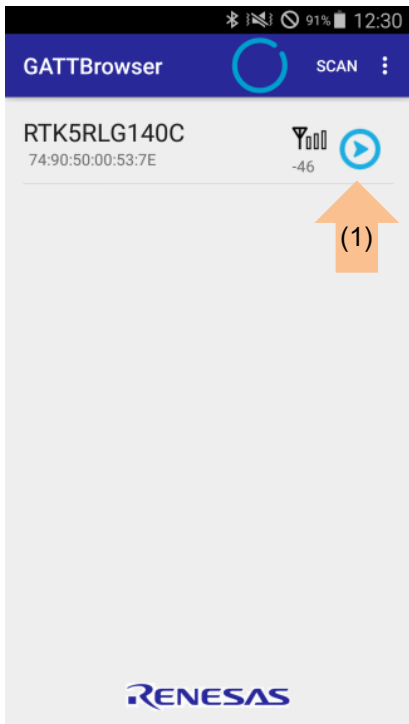 91% 12:30
GATTBrowser SCAN
RTK5RLG140C
74:90:50:00:53:7E
-46
(1)
RENESAS